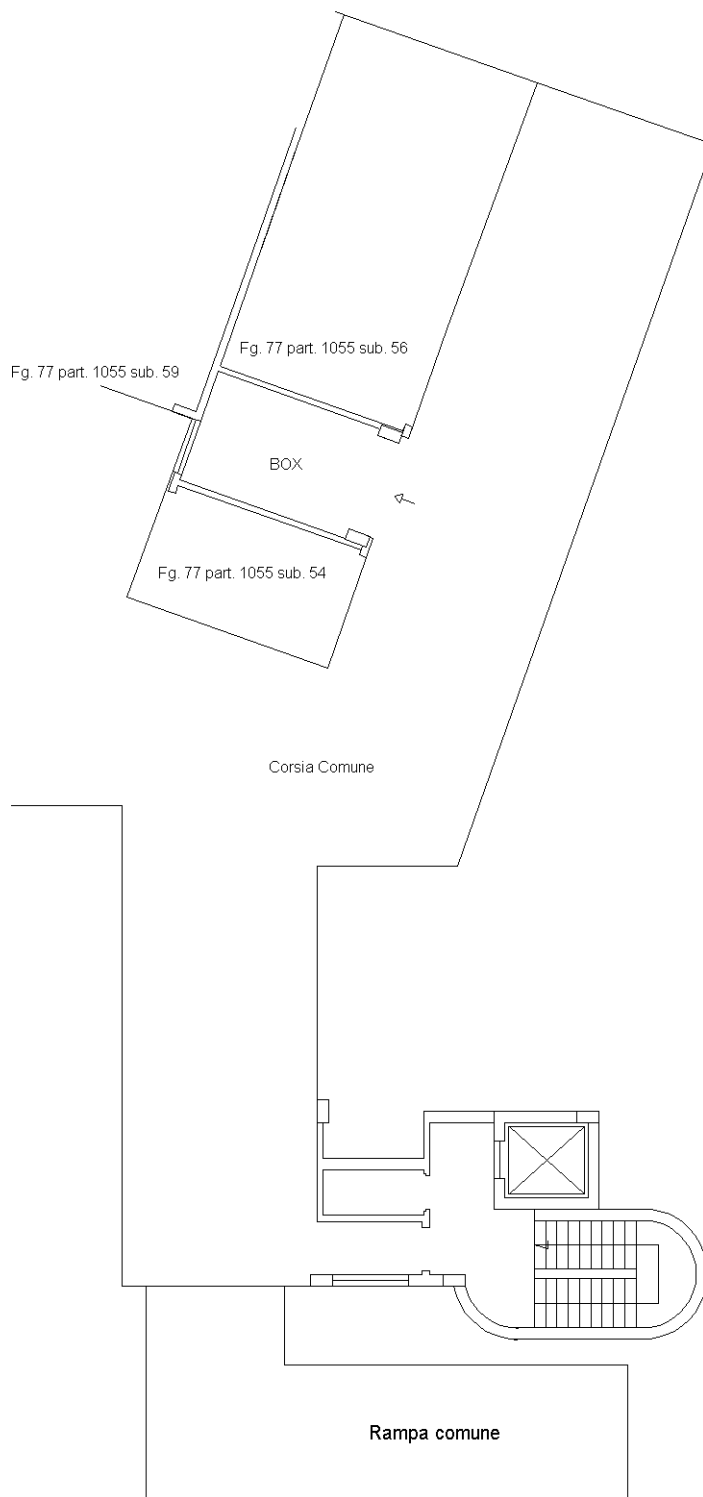 Fg. 77 part. 1055 sub. 56
Fg. 77 part. 1055 sub. 59
BOX
Fg. 77 part. 1055 sub. 54
Corsia Comune
Rampa comune